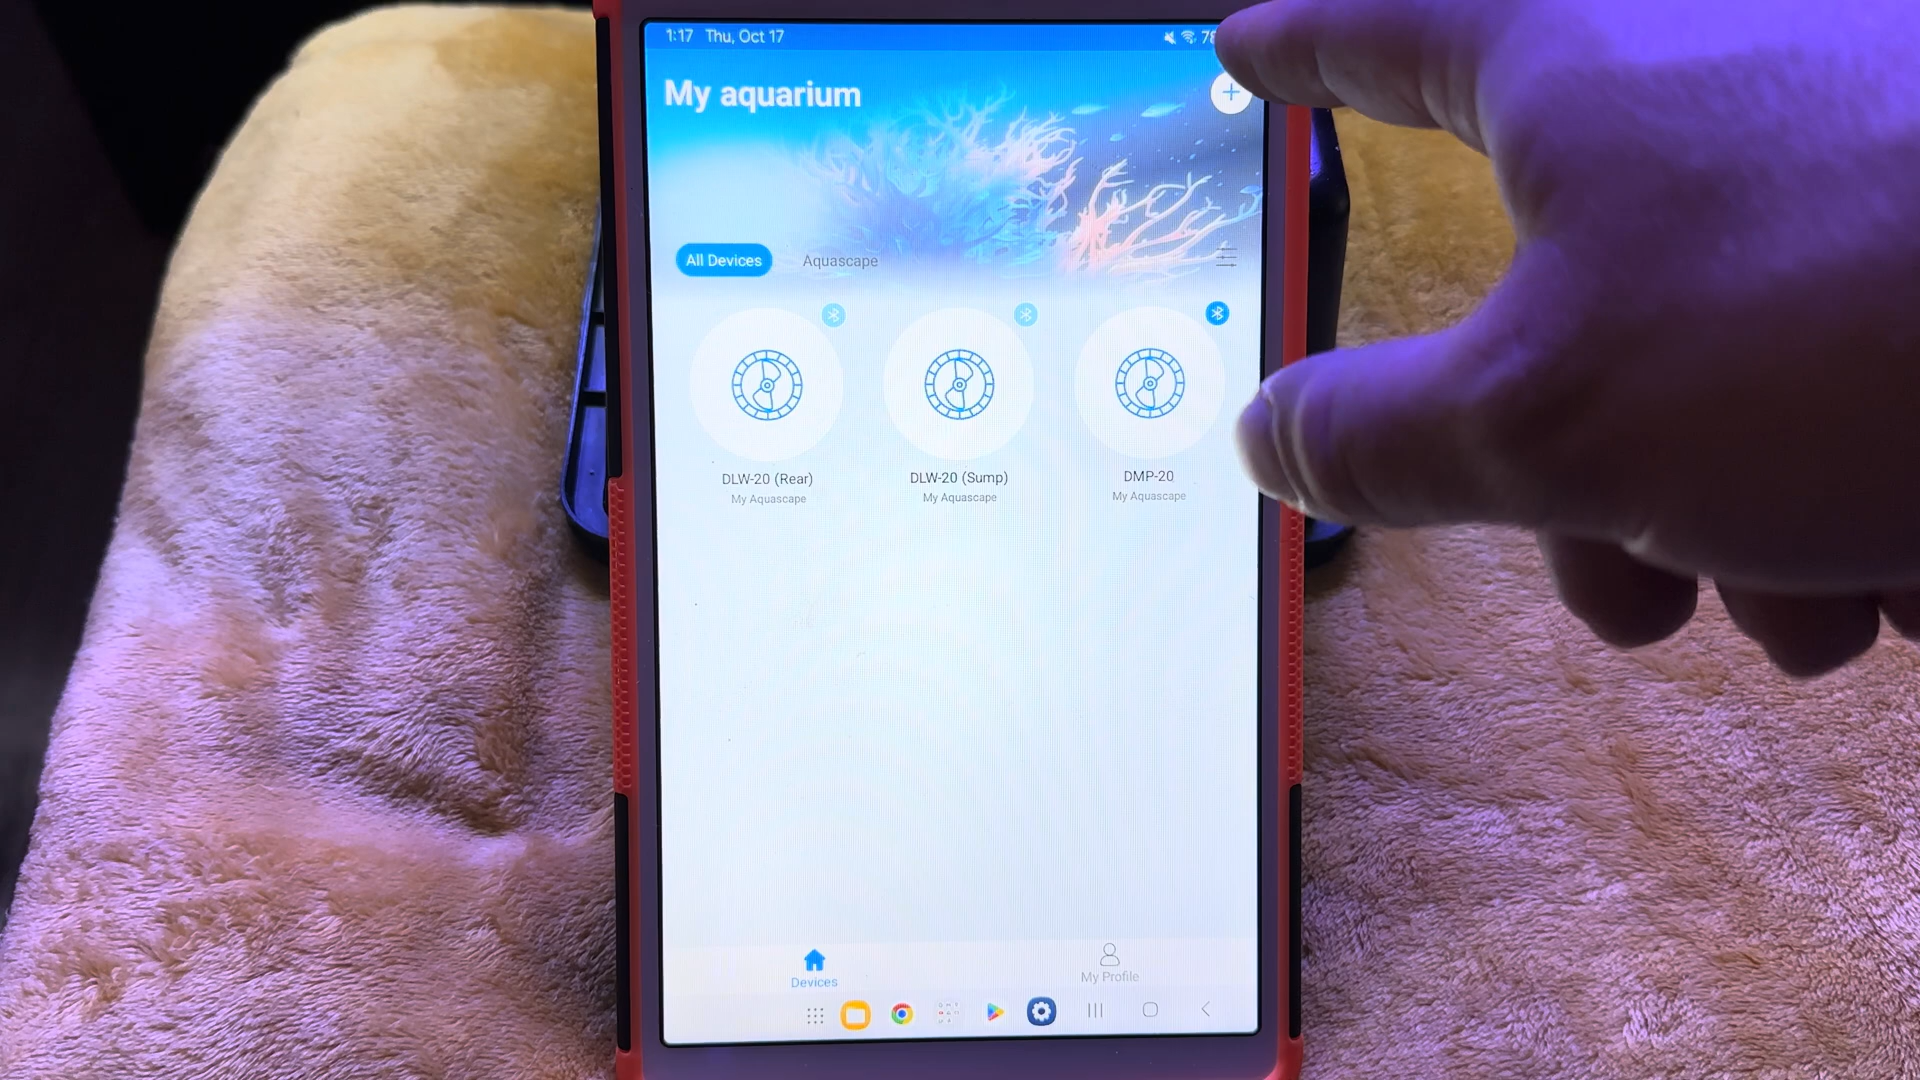 1:17 Thu, Oct 17
My aquarium
All Devices Aquascape
DLW-20 (Rear) DLW-20 (Sump) DMP-20
My Aquascape My Aquascape My Aquascape
Devices My Profile